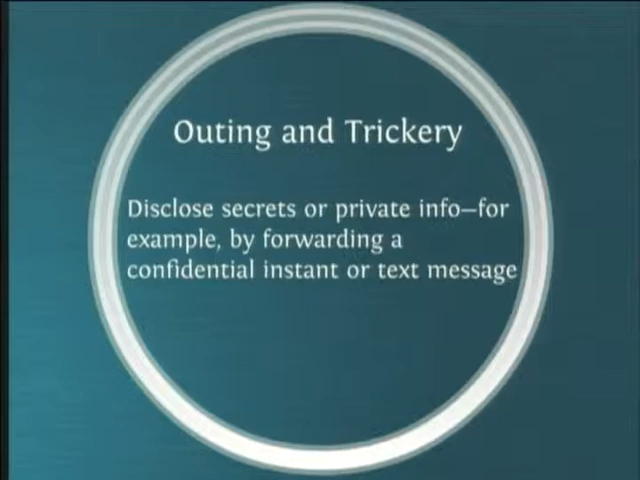 Outing and Trickery
Disclose secrets or private info—for
example, by forwarding a
confidential instant or text message